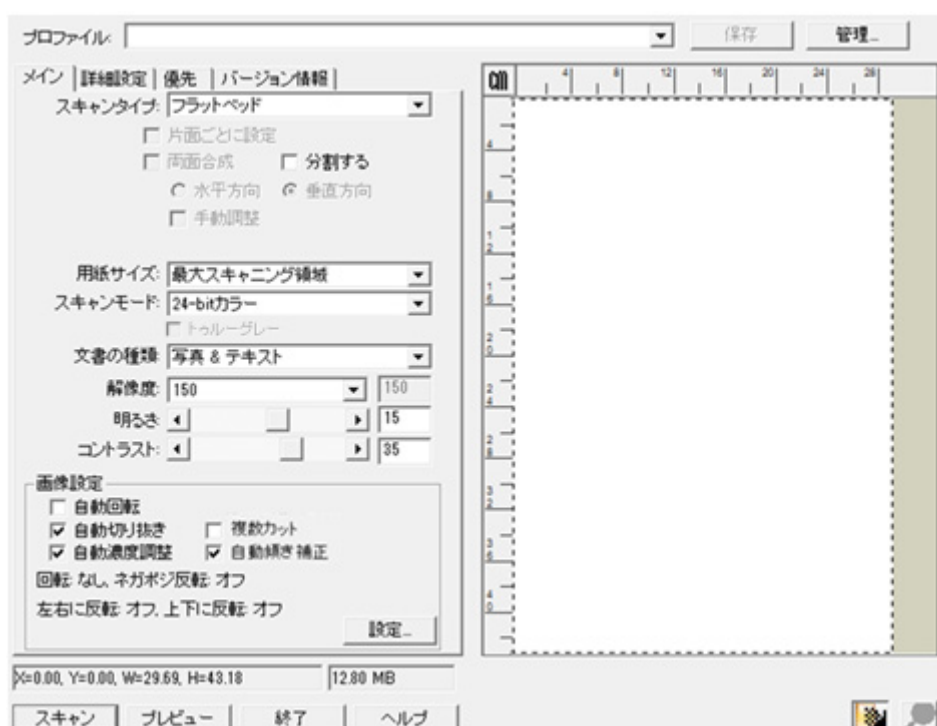 プロファイル:
保存 管理...
メイン 詳細設定 優先 バージョン情報
スキャンタイプ: フラットベッド
片面ごとに設定
両面合成 分割する
水平方向 垂直方向
手動調整
用紙サイズ: 最大スキャニング領域
スキャンモード: 24-bitカラー
トゥルーグレー
文書の種類: 写真 & テキスト
解像度: 150 150
明るさ: 15
コントラスト: 35
画像設定
自動回転
自動切り抜き 複数カット
自動濃度調整 自動傾き補正
回転: なし, ネガポジ反転: オフ
左右に反転: オフ, 上下に反転: オフ
設定...
X=0.00, Y=0.00, W=29.69, H=43.18 12.80 MB
スキャン プレビュー 終了 ヘルプ
cm 4 8 12 16 20 24 28
4
8
12
16
20
24
28
32
36
40